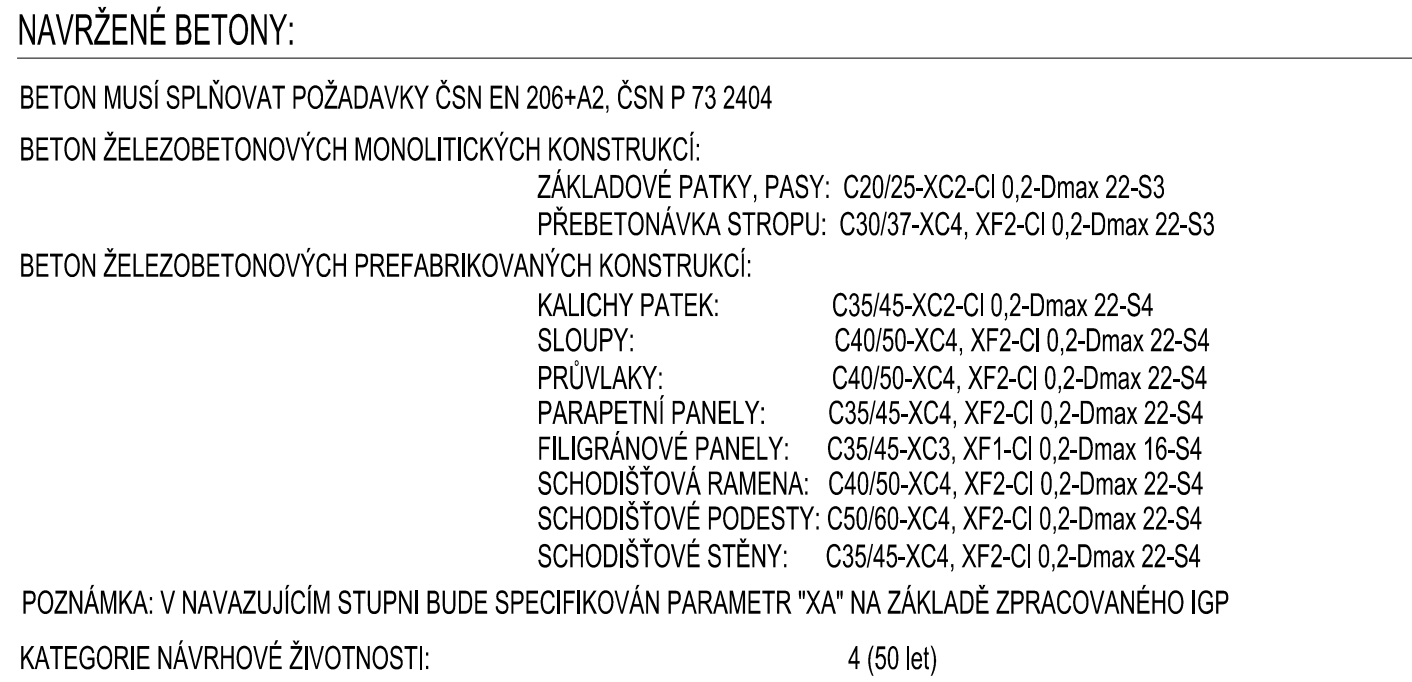 NAVRŽENÉ BETONY:
BETON MUSÍ SPLŇOVAT POŽADAVKY ČSN EN 206+A2, ČSN P 73 2404
BETON ŽELEZOBETONOVÝCH MONOLITICKÝCH KONSTRUKCÍ:
ZÁKLADOVÉ PATKY, PASY: C20/25-XC2-Cl 0,2-Dmax 22-S3
PŘEBETONÁVKA STROPU: C30/37-XC4, XF2-Cl 0,2-Dmax 22-S3
BETON ŽELEZOBETONOVÝCH PREFABRIKOVANÝCH KONSTRUKCÍ:
KALICHY PATEK: C35/45-XC2-Cl 0,2-Dmax 22-S4
SLOUPY: C40/50-XC4, XF2-Cl 0,2-Dmax 22-S4
PRŮVLAKY: C40/50-XC4, XF2-Cl 0,2-Dmax 22-S4
PARAPETNÍ PANELY: C35/45-XC4, XF2-Cl 0,2-Dmax 22-S4
FILIGRÁNOVÉ PANELY: C35/45-XC3, XF1-Cl 0,2-Dmax 16-S4
SCHODIŠŤOVÁ RAMENA: C40/50-XC4, XF2-Cl 0,2-Dmax 22-S4
SCHODIŠŤOVÉ PODESTY: C50/60-XC4, XF2-Cl 0,2-Dmax 22-S4
SCHODIŠŤOVÉ STĚNY: C35/45-XC4, XF2-Cl 0,2-Dmax 22-S4
POZNÁMKA: V NAVAZUJÍCÍM STUPNI BUDE SPECIFIKOVÁN PARAMETR "XA" NA ZÁKLADĚ ZPRACOVANÉHO IGP
KATEGORIE NÁVRHOVÉ ŽIVOTNOSTI: 4 (50 let)